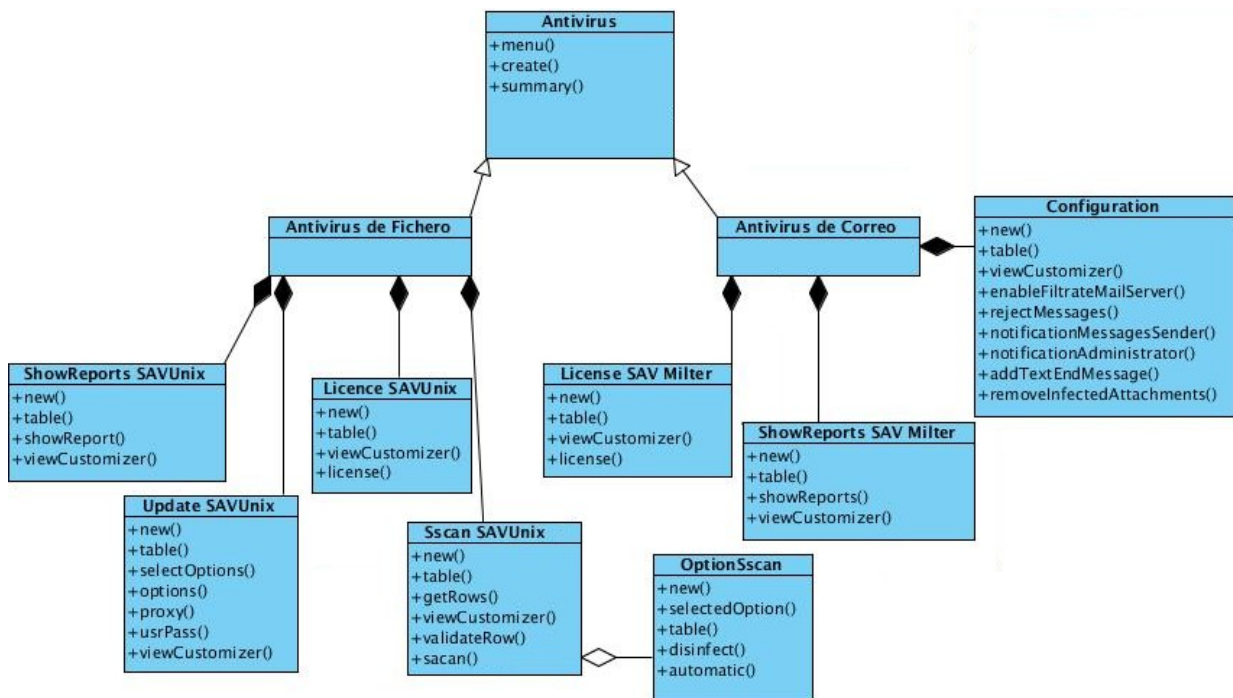 Antivirus
+menu()
+create()
+summary()
Antivirus de Fichero
Antivirus de Correo
Configuration
+new()
+table()
+viewCustomizer()
+enableFiltrateMailServer()
+rejectMessages()
+notificationMessagesSender()
+notificationAdministrator()
+addTextEndMessage()
+removeInfectedAttachments()
ShowReports SAVUnix
+new()
+table()
+showReport()
+viewCustomizer()
Licence SAVUnix
+new()
+table()
+viewCustomizer()
+license()
License SAV Milter
+new()
+table()
+viewCustomizer()
+license()
ShowReports SAV Milter
+new()
+table()
+showReports()
+viewCustomizer()
Update SAVUnix
+new()
+table()
+selectOptions()
+options()
+proxy()
+usrPass()
+viewCustomizer()
Sscan SAVUnix
+new()
+table()
+getRows()
+viewCustomizer()
+validateRow()
+sacan()
OptionSscan
+new()
+selectedOption()
+table()
+disinfect()
+automatic()